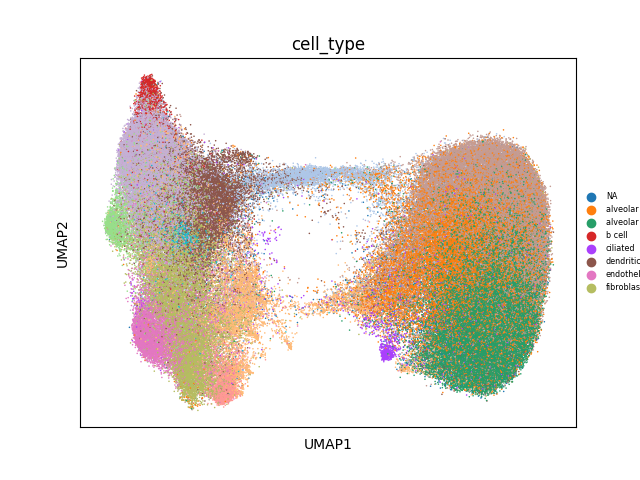 cell_type
UMAP2
NA
alveolar
alveolar
b cell
ciliated
dendritic
endothel
fibroblas
UMAP1